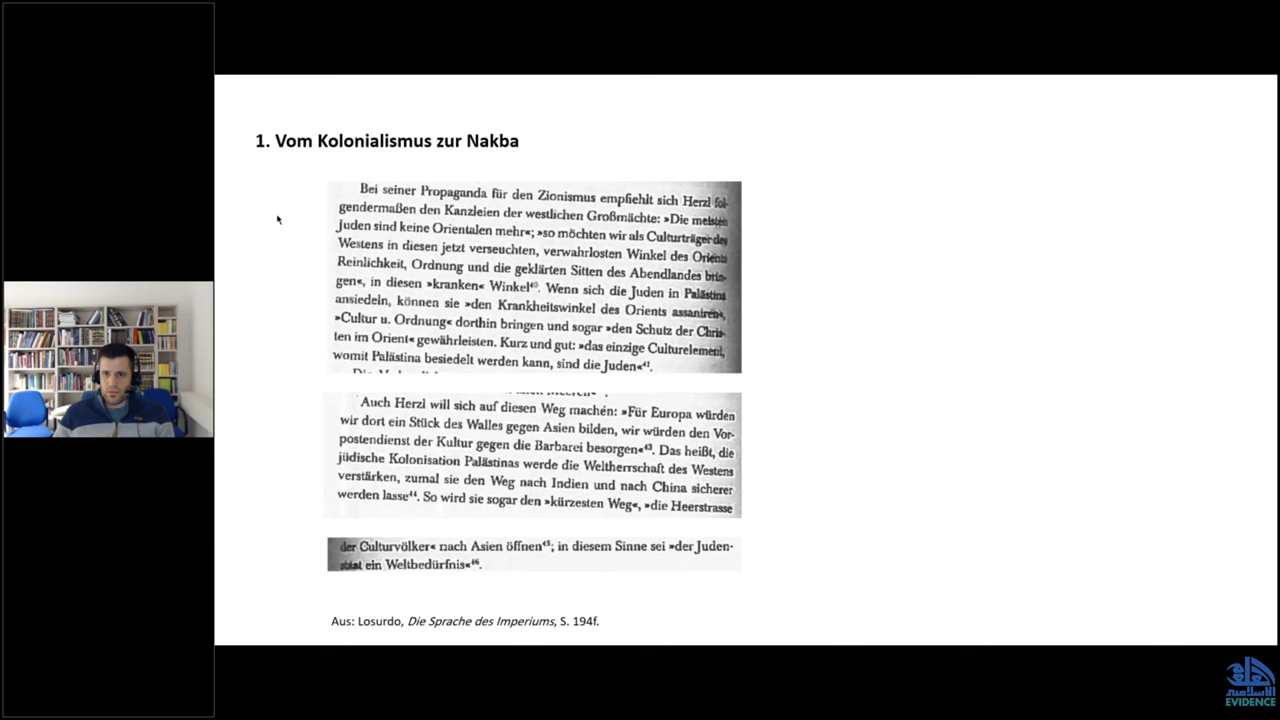 1. Vom Kolonialismus zur Nakba
Bei seiner Propaganda für den Zionismus empfiehlt sich Herzl fol-
gendermaßen den Kanzleien der westlichen Großmächte: »Die meisten
Juden sind keine Orientalen mehr«; »so möchten wir als Culturträger des
Westens in diesen jetzt verseuchten, verwahrlosten Winkel des Orients
Reinlichkeit, Ordnung und die geklärten Sitten des Abendlandes brin-
gen«, in diesen »kranken« Winkel⁴⁰. Wenn sich die Juden in Palästina
ansiedeln, können sie »den Krankheitswinkel des Orients assaniren«,
»Cultur u. Ordnung« dorthin bringen und sogar »den Schutz der Chris-
ten im Orient« gewährleisten. Kurz und gut: »das einzige Culturelement,
womit Palästina besiedelt werden kann, sind die Juden«⁴¹.
Auch Herzl will sich auf diesen Weg machen: »Für Europa würden
wir dort ein Stück des Walles gegen Asien bilden, wir würden den Vor-
postendienst der Kultur gegen die Barbarei besorgen«⁴³. Das heißt, die
jüdische Kolonisation Palästinas werde die Weltherrschaft des Westens
verstärken, zumal sie den Weg nach Indien und nach China sicherer
werden lasse⁴⁴. So wird sie sogar den »kürzesten Weg«, »die Heerstrasse
der Culturvölker« nach Asien öffnen⁴⁵; in diesem Sinne sei »der Juden-
staat ein Weltbedürfnis«⁴⁶.
Aus: Losurdo, Die Sprache des Imperiums, S. 194f.
الإسلامي
EVIDENCE